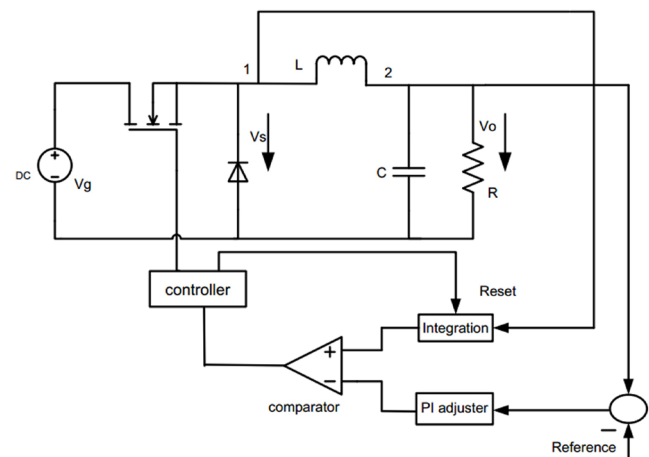 1
L
2
Vs
Vo
+
−
DC
Vg
C
R
controller
Reset
Integration
+
−
comparator
PI adjuster
−
Reference